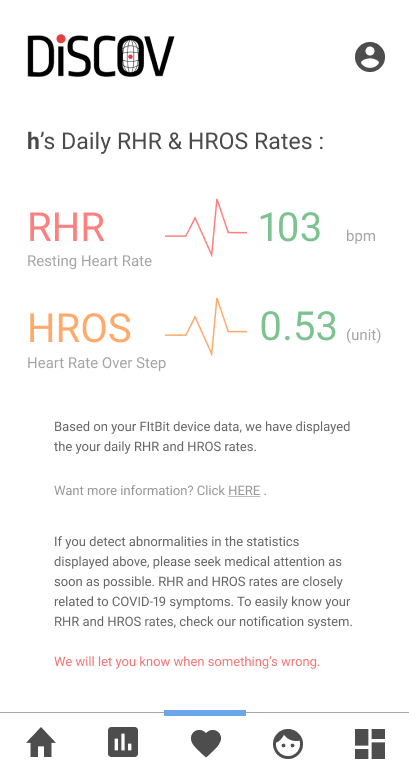 DiSCOV
h's Daily RHR & HROS Rates :
RHR 103 bpm
Resting Heart Rate
HROS 0.53 (unit)
Heart Rate Over Step
Based on your FItBit device data, we have displayed
the your daily RHR and HROS rates.
Want more information? Click HERE .
If you detect abnormalities in the statistics
displayed above, please seek medical attention as
soon as possible. RHR and HROS rates are closely
related to COVID-19 symptoms. To easily know your
RHR and HROS rates, check our notification system.
We will let you know when something's wrong.